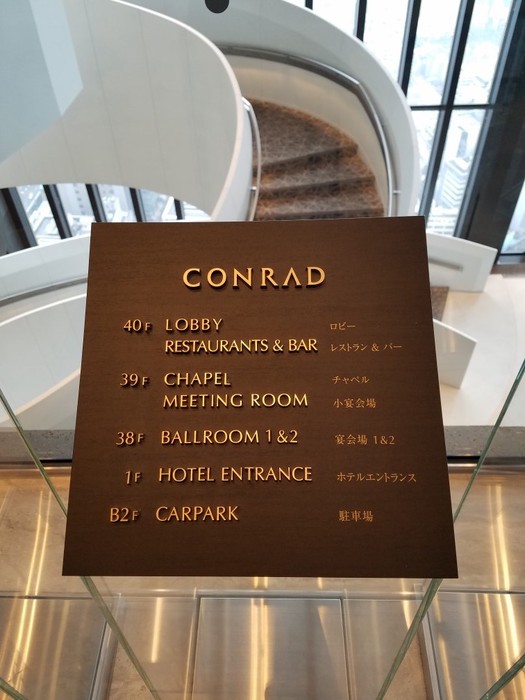 CONRAD
40F LOBBY ロビー
RESTAURANTS & BAR レストラン & バー
39F CHAPEL チャペル
MEETING ROOM 小宴会場
38F BALLROOM 1&2 宴会場 1&2
1F HOTEL ENTRANCE ホテルエントランス
B2F CARPARK 駐車場